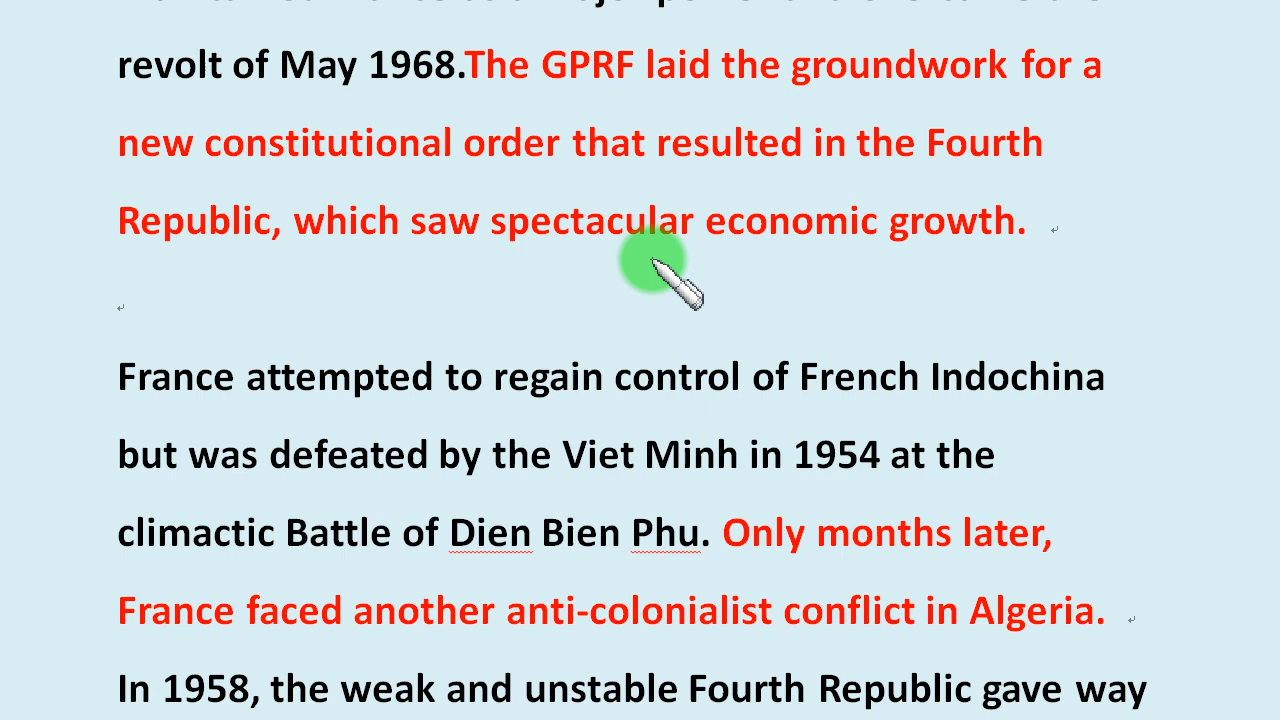 revolt of May 1968.The GPRF laid the groundwork for a
new constitutional order that resulted in the Fourth
Republic, which saw spectacular economic growth.
France attempted to regain control of French Indochina
but was defeated by the Viet Minh in 1954 at the
climactic Battle of Dien Bien Phu. Only months later,
France faced another anti-colonialist conflict in Algeria.
In 1958, the weak and unstable Fourth Republic gave way